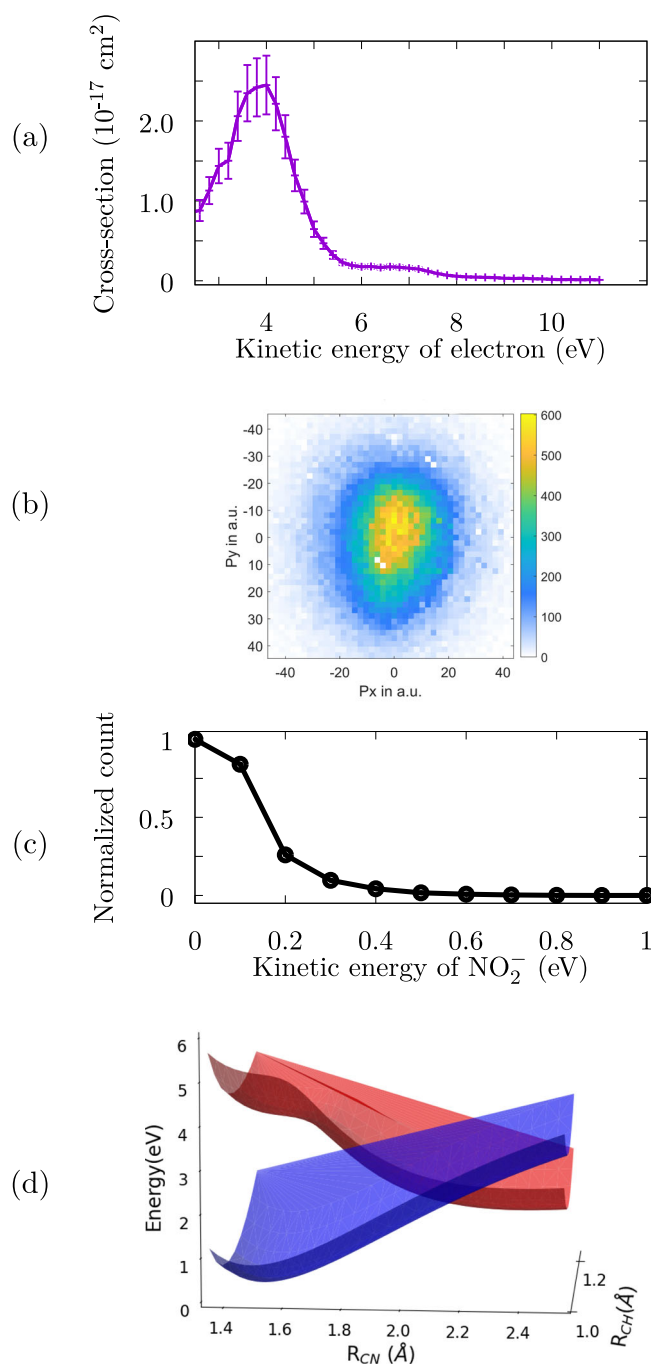 (a)
Cross-section (10⁻¹⁷ cm²)
2.0
1.0
0
4 6 8 10
Kinetic energy of electron (eV)
(b)
Py in a.u.
-40
-30
-20
-10
0
10
20
30
40
-40 -20 0 20 40
Px in a.u.
600
500
400
300
200
100
0
(c)
Normalized count
1
0.5
0
0 0.2 0.4 0.6 0.8 1
Kinetic energy of NO₂⁻ (eV)
(d)
Energy(eV)
6
5
4
3
2
1
0
1.4 1.6 1.8 2.0 2.2 2.4
R_CN (Å)
1.2
1.0
R_CH(Å)